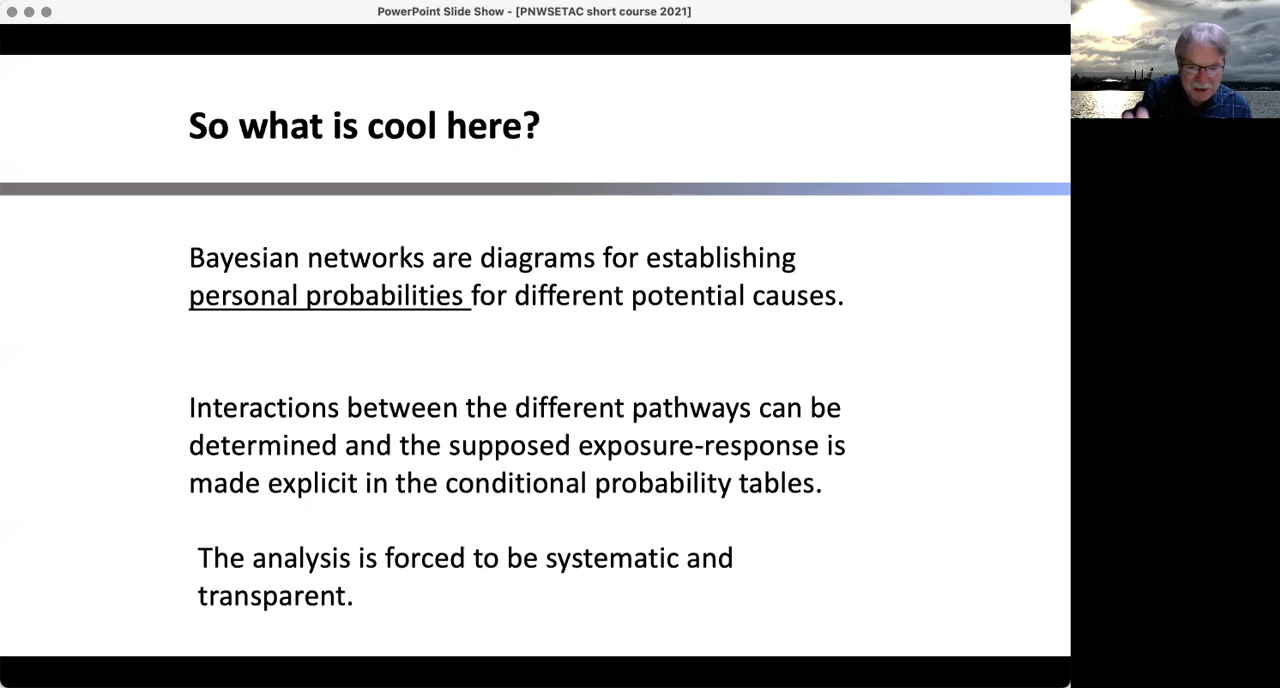 PowerPoint Slide Show - [PNWSETAC short course 2021]
So what is cool here?
Bayesian networks are diagrams for establishing
personal probabilities for different potential causes.
Interactions between the different pathways can be
determined and the supposed exposure-response is
made explicit in the conditional probability tables.
The analysis is forced to be systematic and
transparent.